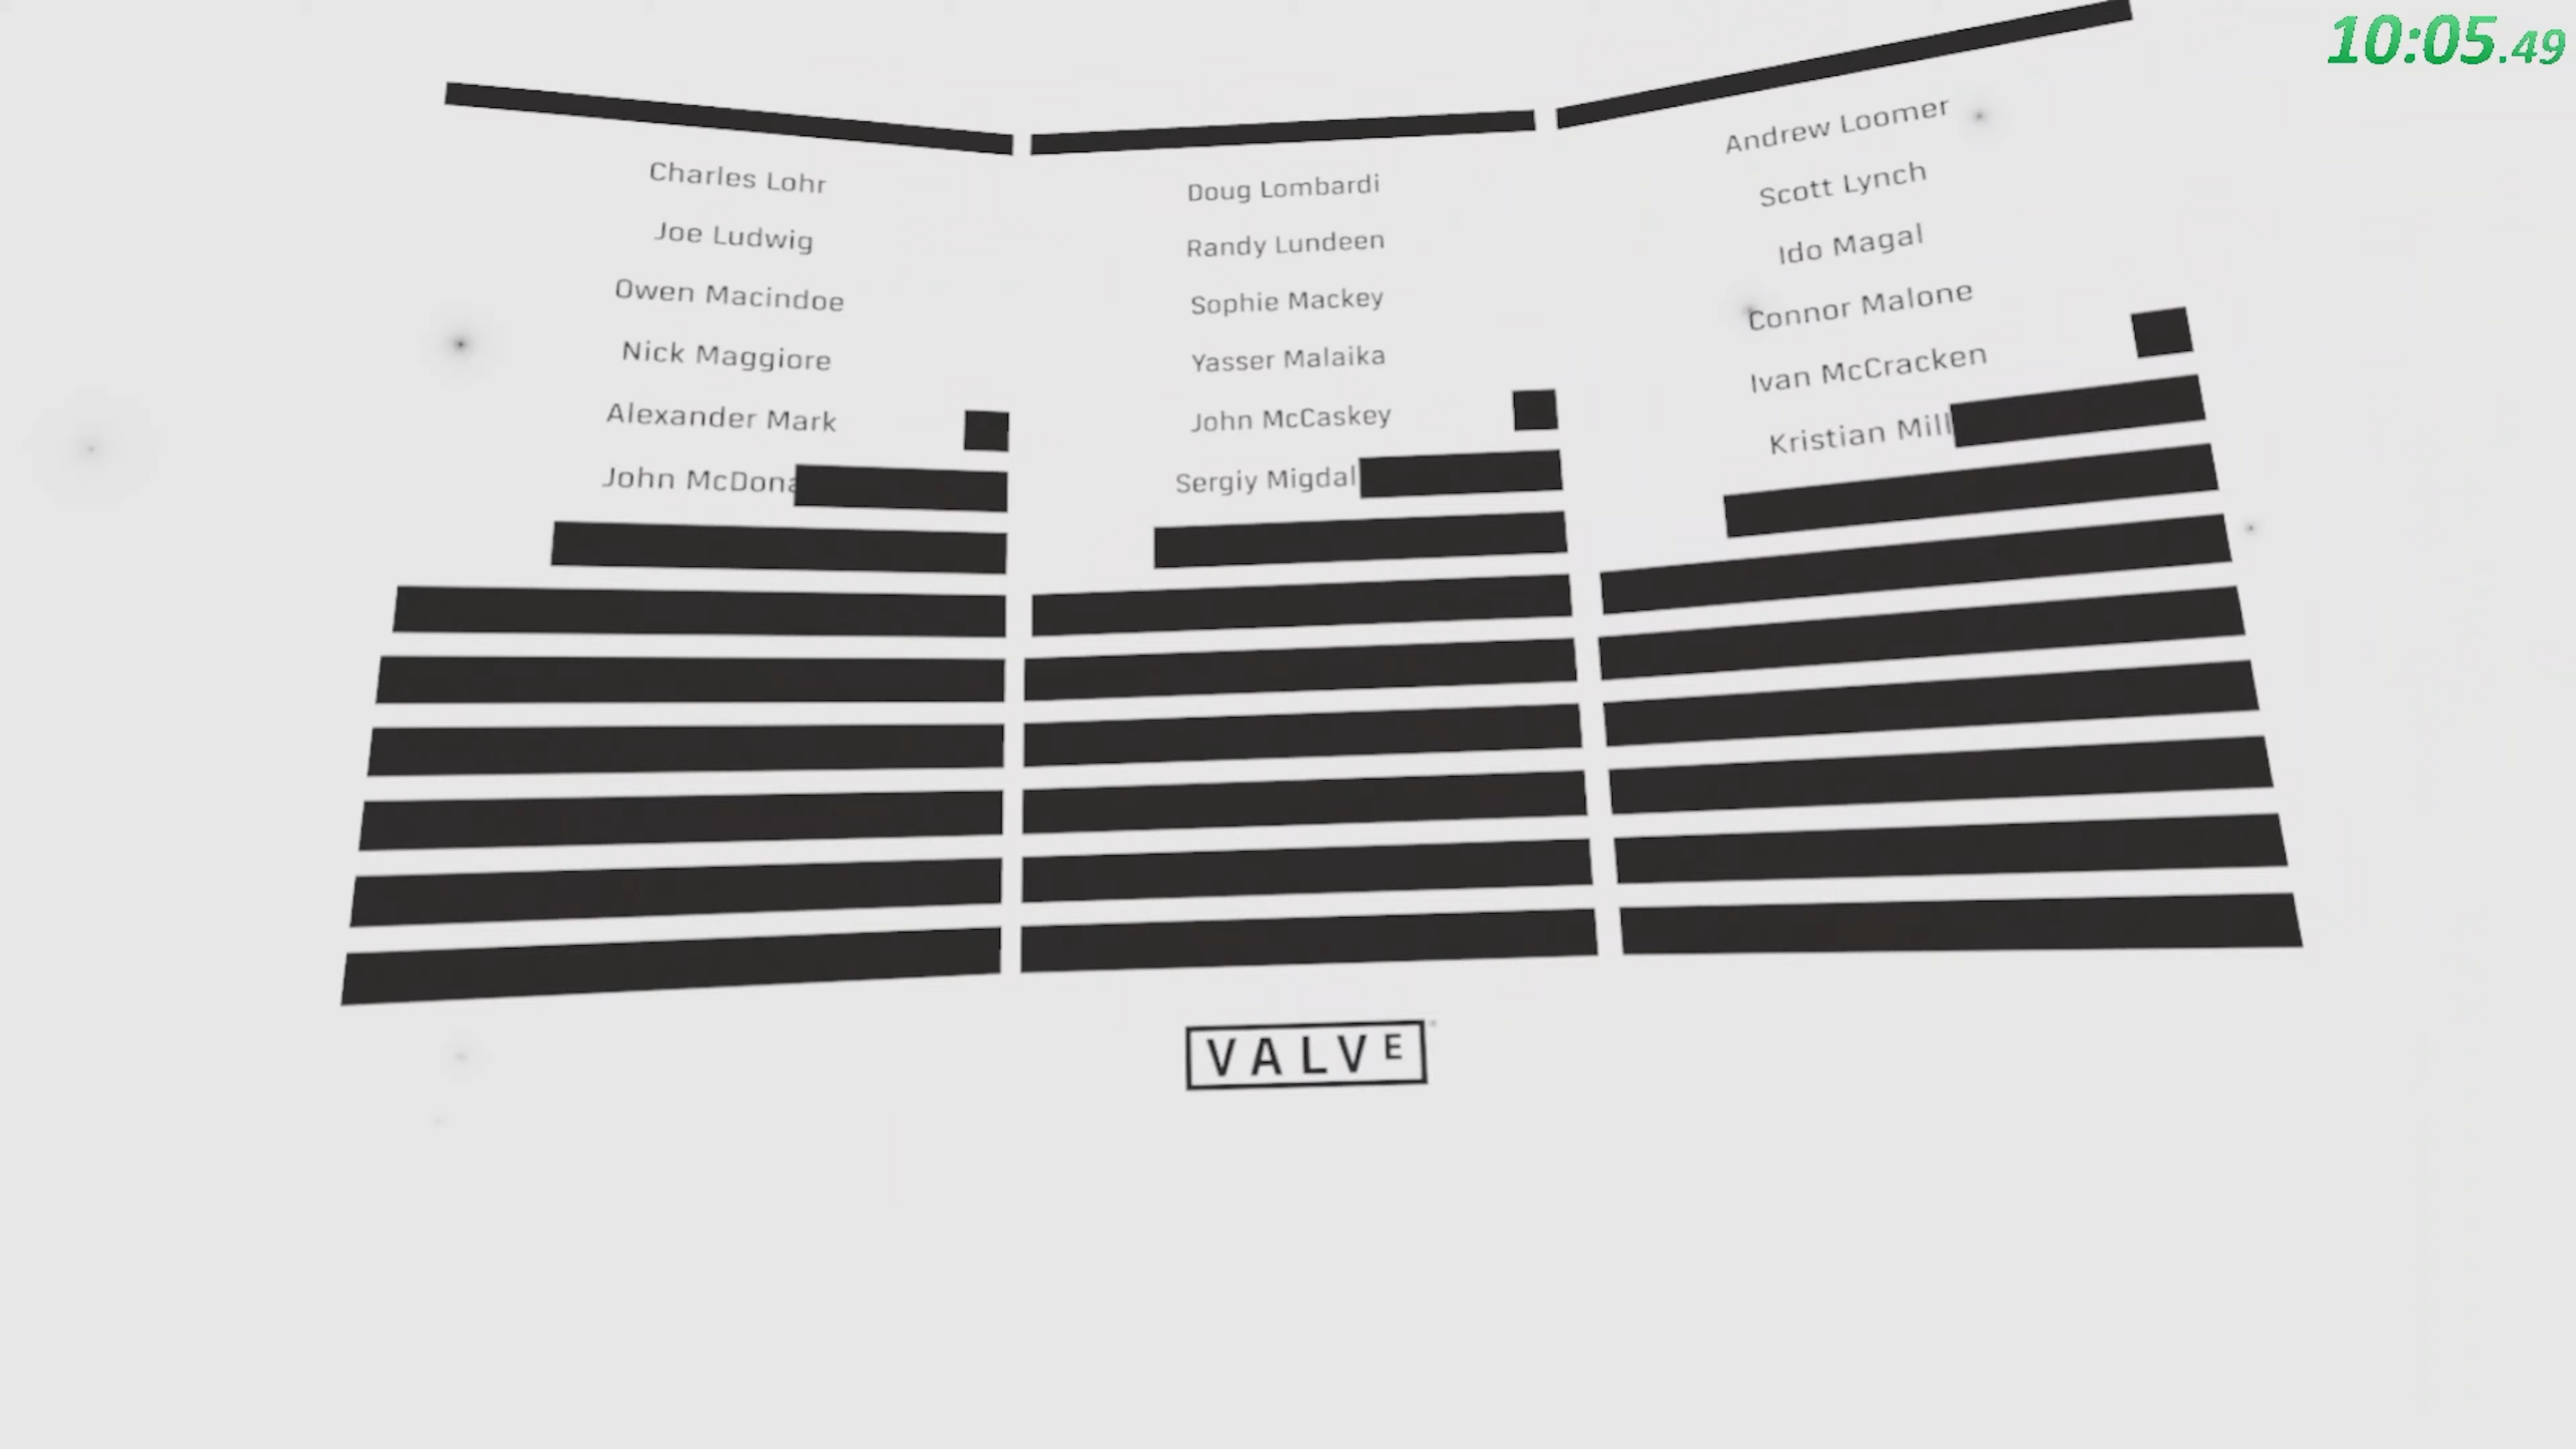 10:05.49
Charles Lohr
Joe Ludwig
Owen Macindoe
Nick Maggiore
Alexander Mark
John
Doug Lombardi
Randy Lundeen
Sophie Mackey
Yasser Malaika
John McCaskey
Sergiy Migdal
Andrew Loomer
Scott Lynch
Ido Magal
Connor Malone
Ivan McCracken
Kristian
VALVE